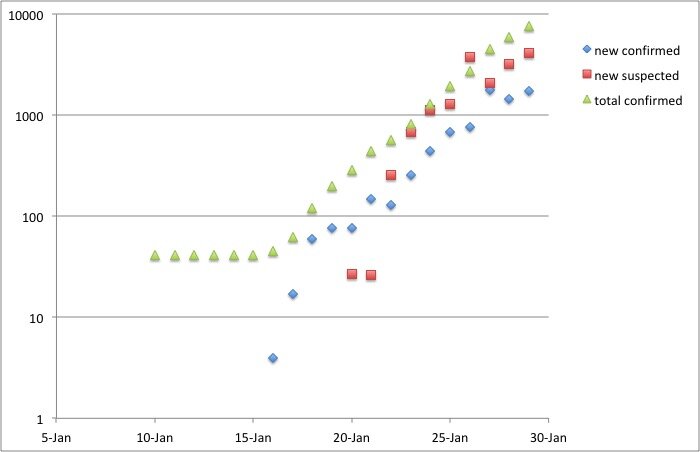 10000
1000
100
10
1
5-Jan 10-Jan 15-Jan 20-Jan 25-Jan 30-Jan
new confirmed
new suspected
total confirmed